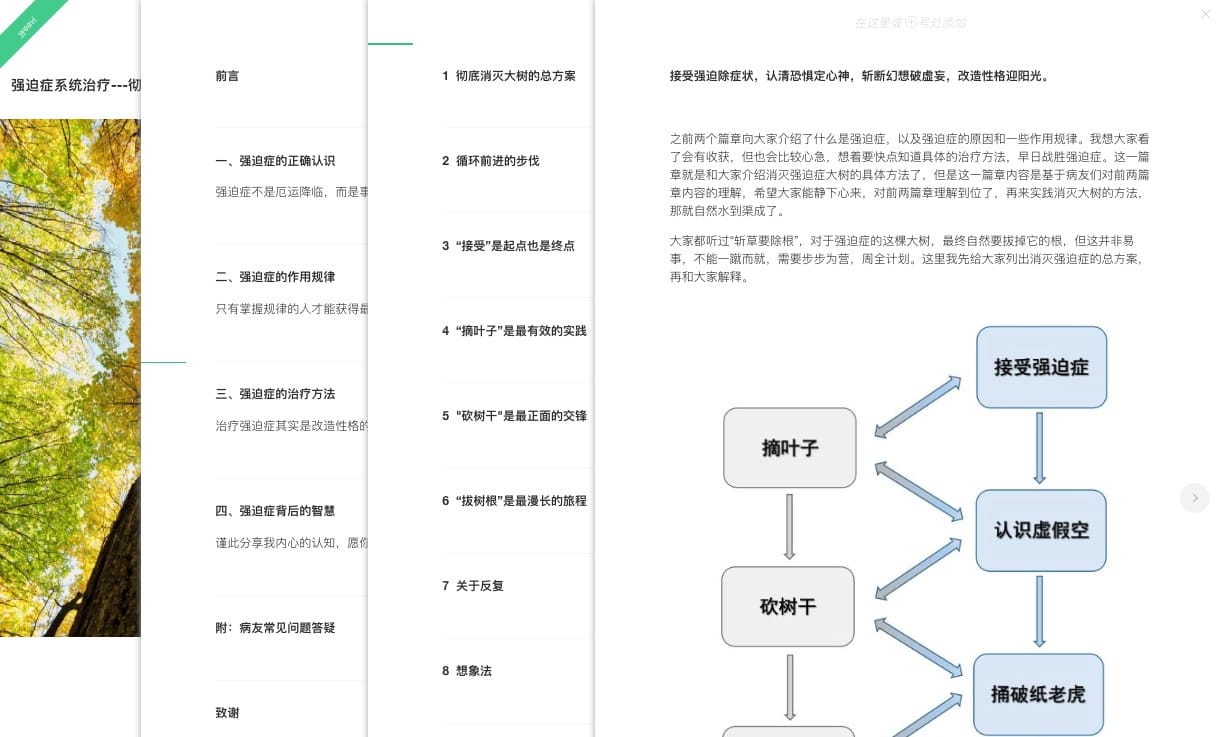 weavi
强迫症系统治疗---彻
前言
一、强迫症的正确认识
强迫症不是厄运降临，而是事
二、强迫症的作用规律
只有掌握规律的人才能获得最
三、强迫症的治疗方法
治疗强迫症其实是改造性格的
四、强迫症背后的智慧
谨此分享我内心的认知，愿你
附：病友常见问题答疑
致谢
1 彻底消灭大树的总方案
2 循环前进的步伐
3 “接受”是起点也是终点
4 “摘叶子”是最有效的实践
5 "砍树干"是最正面的交锋
6 “拔树根”是最漫长的旅程
7 关于反复
8 想象法
在这里或⊕号处添加
接受强迫除症状，认清恐惧定心神，斩断幻想破虚妄，改造性格迎阳光。
之前两个篇章向大家介绍了什么是强迫症，以及强迫症的原因和一些作用规律。我想大家看
了会有收获，但也会比较心急，想着要快点知道具体的治疗方法，早日战胜强迫症。这一篇
章就是和大家介绍消灭强迫症大树的具体方法了，但是这一篇章内容是基于病友们对前两篇
章内容的理解，希望大家能静下心来，对前两篇章理解到位了，再来实践消灭大树的方法，
那就自然水到渠成了。
大家都听过“斩草要除根”，对于强迫症的这棵大树，最终自然要拔掉它的根，但这并非易
事，不能一蹴而就，需要步步为营，周全计划。这里我先给大家列出消灭强迫症的总方案，
再和大家解释。
接受强迫症
摘叶子
认识虚假空
砍树干
捅破纸老虎